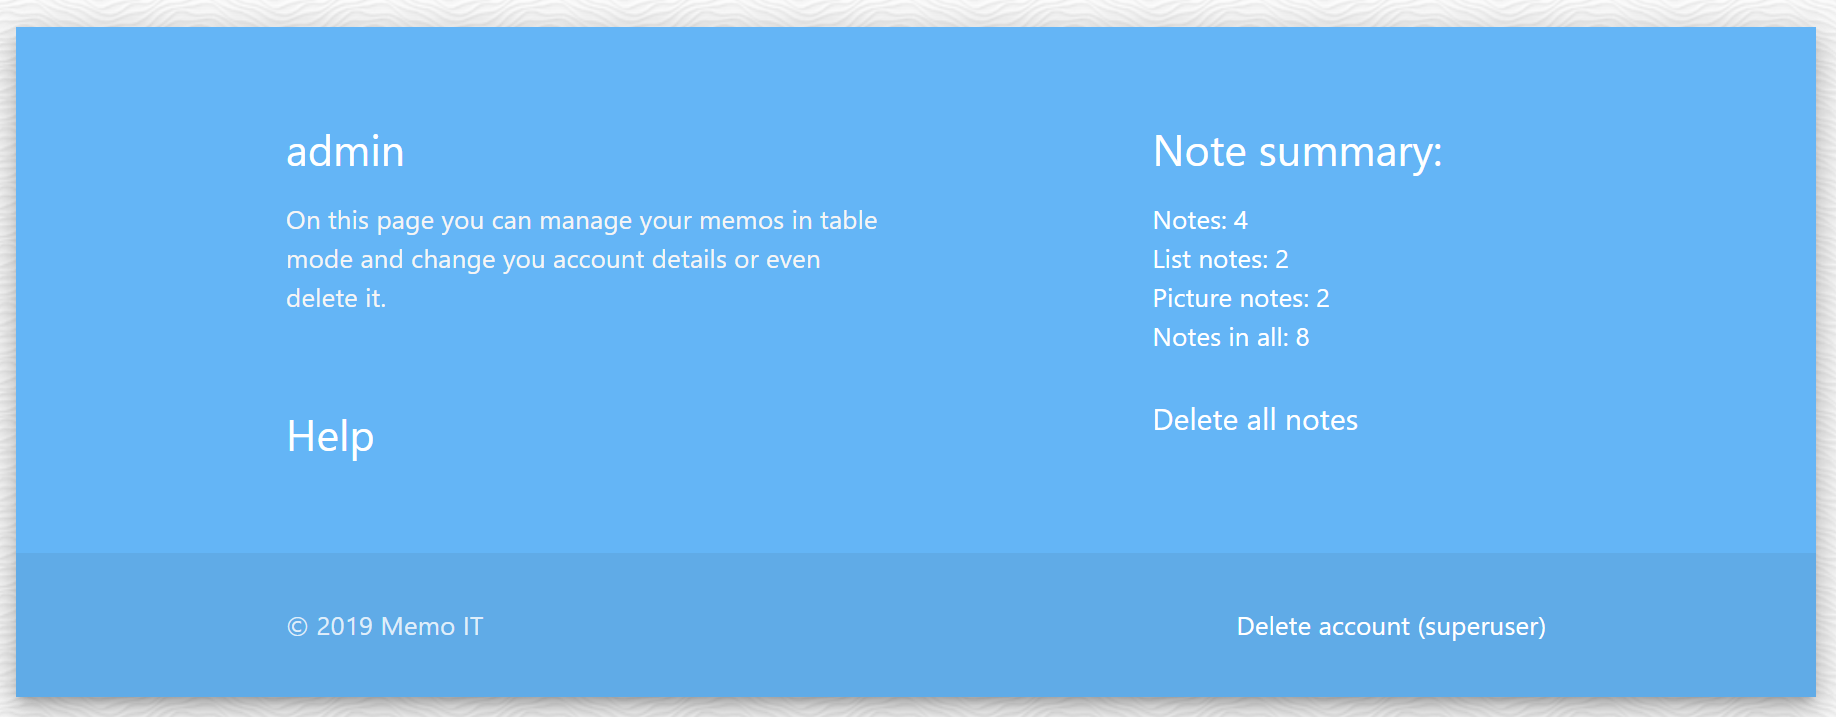 admin
On this page you can manage your memos in table
mode and change you account details or even
delete it.
Help
Note summary:
Notes: 4
List notes: 2
Picture notes: 2
Notes in all: 8
Delete all notes
© 2019 Memo IT
Delete account (superuser)